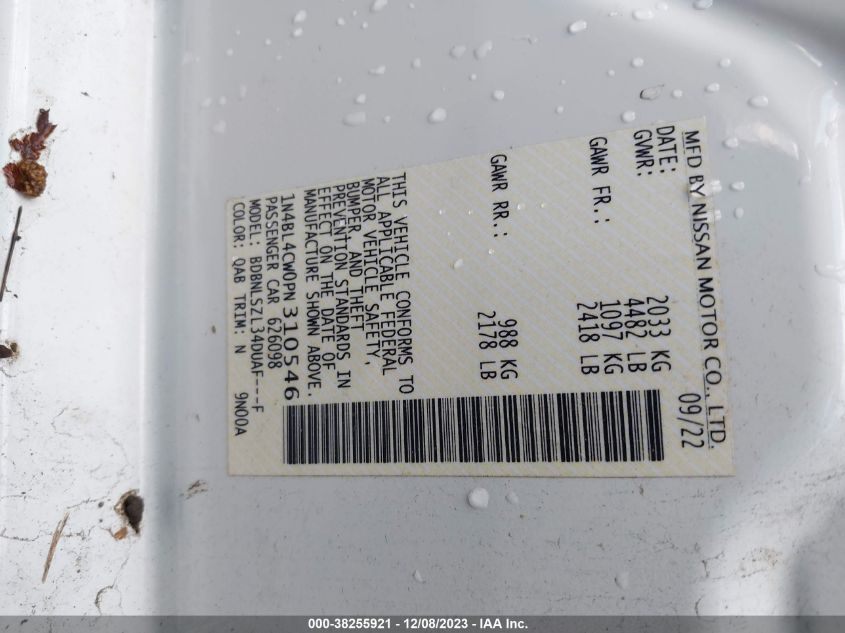 MFD BY NISSAN MOTOR CO., LTD.
DATE: 09/22
GVWR: 2033 KG
4482 LB
GAWR FR.: 1097 KG
2418 LB
GAWR RR.: 988 KG
2178 LB
THIS VEHICLE CONFORMS TO
ALL APPLICABLE FEDERAL
MOTOR VEHICLE SAFETY,
BUMPER, AND THEFT
PREVENTION STANDARDS IN
EFFECT ON THE DATE OF
MANUFACTURE SHOWN ABOVE.
1N4BL4CW0PN310546
PASSENGER CAR 626098
MODEL: BDBNLSZL34DUAF---F
COLOR: QAB TRIM: N 9N00A
000-38255921 - 12/08/2023 - IAA Inc.